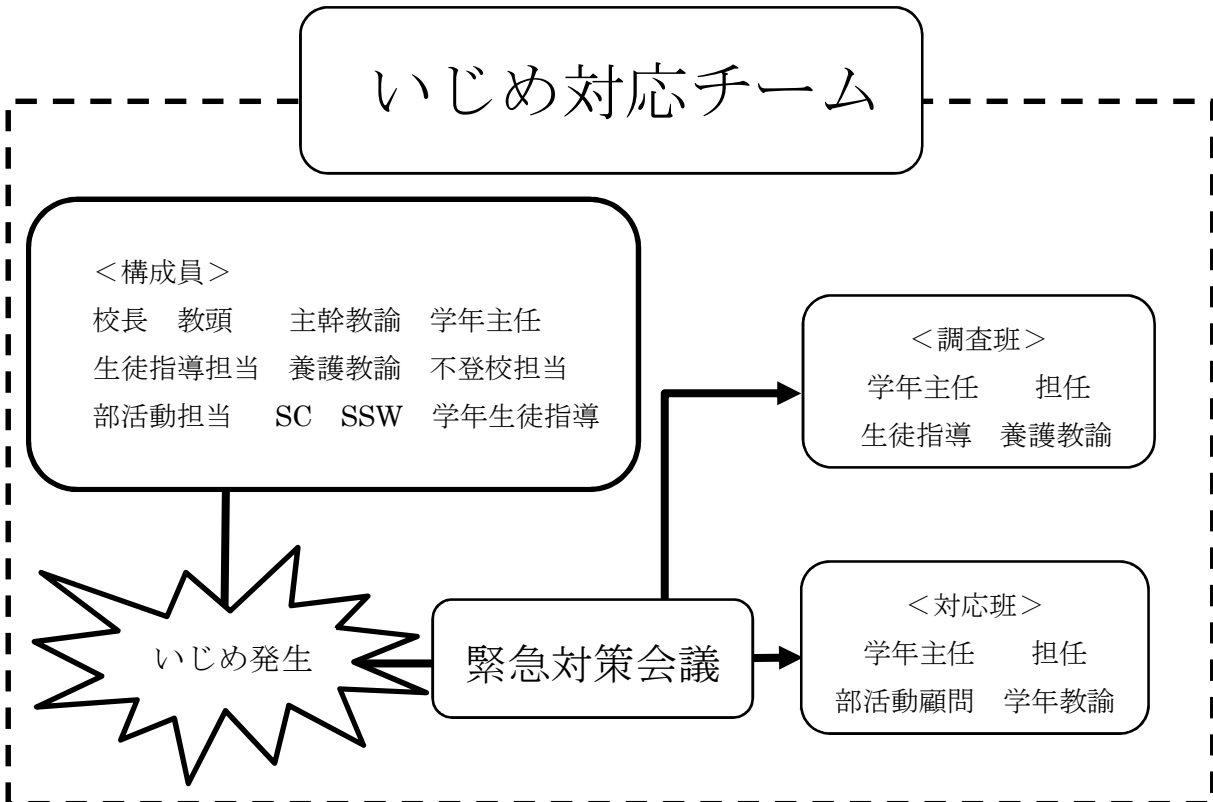 いじめ対応チーム
＜構成員＞
校長　教頭　　主幹教諭　学年主任
生徒指導担当　養護教諭　不登校担当
部活動担当　SC　SSW　学年生徒指導
＜調査班＞
学年主任　　担任
生徒指導　養護教諭
いじめ発生
緊急対策会議
＜対応班＞
学年主任　　担任
部活動顧問　学年教諭